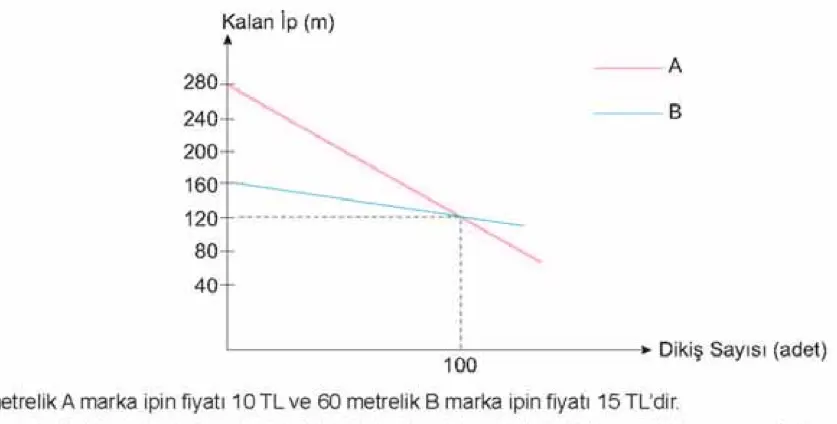 Kalan İp (m)
280
240
200
160
120
80
40
A
B
100
Dikiş Sayısı (adet)
A marka ipin fiyatı 10 TL ve 60 metrelik B marka ipin fiyatı 15 TL'dir.